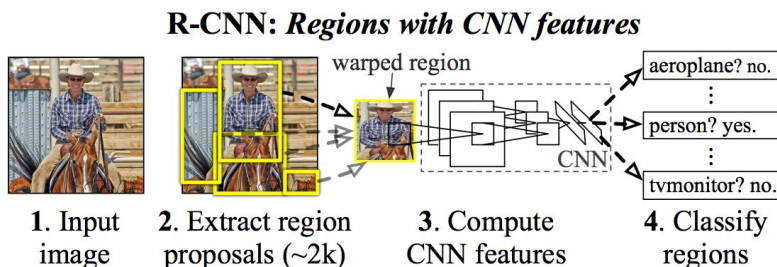 R-CNN: Regions with CNN features
warped region
aeroplane? no.
person? yes.
CNN
tvmonitor? no.
1. Input
image
2. Extract region
proposals (~2k)
3. Compute
CNN features
4. Classify
regions